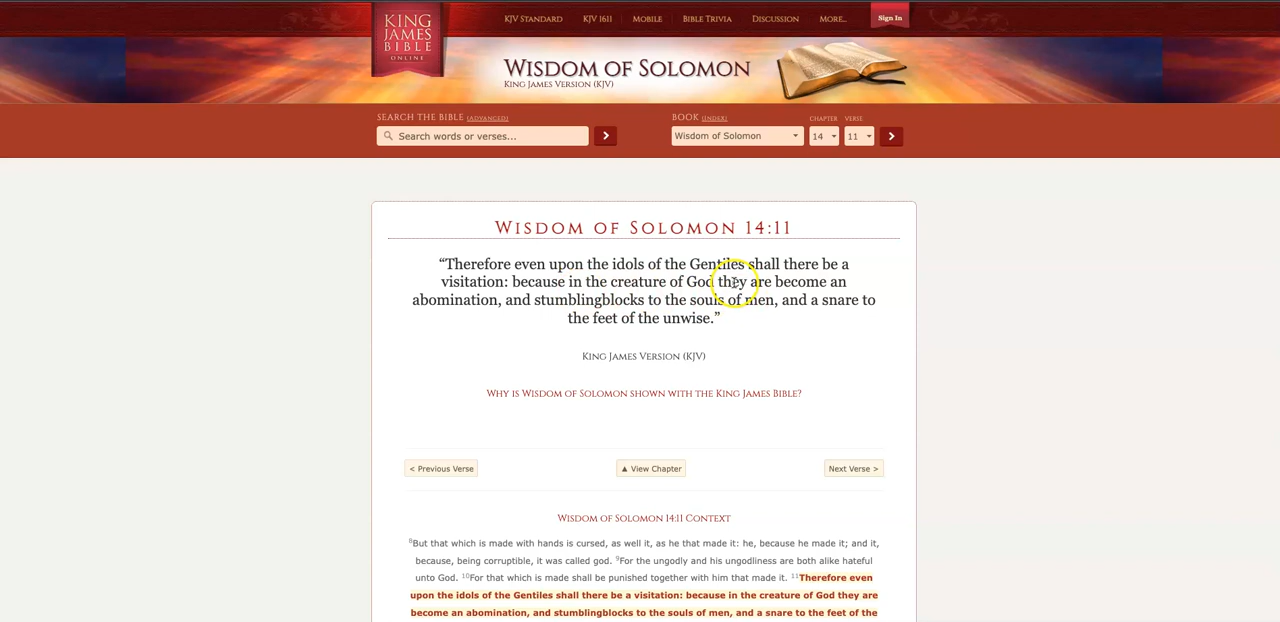 KING
JAMES
BIBLE
ONLINE
KJV STANDARD
KJV 1611
MOBILE
BIBLE TRIVIA
DISCUSSION
MORE...
Sign In
WISDOM OF SOLOMON
KING JAMES VERSION (KJV)
SEARCH THE BIBLE (ADVANCED)
Search words or verses...
BOOK (INDEX)
CHAPTER
VERSE
Wisdom of Solomon
14
11
WISDOM OF SOLOMON 14:11
“Therefore even upon the idols of the Gentiles shall there be a
visitation: because in the creature of God they are become an
abomination, and stumblingblocks to the souls of men, and a snare to
the feet of the unwise.”
KING JAMES VERSION (KJV)
WHY IS WISDOM OF SOLOMON SHOWN WITH THE KING JAMES BIBLE?
< Previous Verse
▲ View Chapter
Next Verse >
WISDOM OF SOLOMON 14:11 CONTEXT
8But that which is made with hands is cursed, as well it, as he that made it: he, because he made it; and it,
because, being corruptible, it was called god. 9For the ungodly and his ungodliness are both alike hateful
unto God. 10For that which is made shall be punished together with him that made it. 11Therefore even
upon the idols of the Gentiles shall there be a visitation: because in the creature of God they are
become an abomination, and stumblingblocks to the souls of men, and a snare to the feet of the